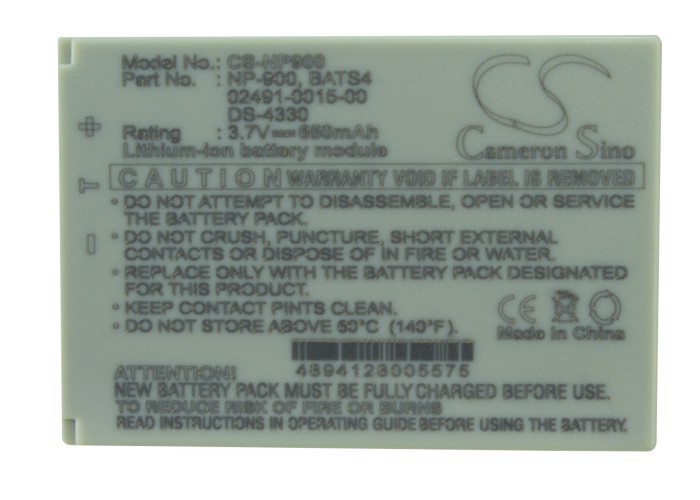 Model No.: CS-NP900
Part No. : NP-900, BATS4
02491-0015-00
DS-4330
Rating : 3.7V 650mAh
Lithium-ion battery module
CS
Cameron Sino
+
T
-
CAUTION WARRANTY VOID IF LABEL IS REMOVED
• DO NOT ATTEMPT TO DISASSEMBLE, OPEN OR SERVICE
THE BATTERY PACK.
• DO NOT CRUSH, PUNCTURE, SHORT EXTERNAL
CONTACTS OR DISPOSE OF IN FIRE OR WATER.
• REPLACE ONLY WITH THE BATTERY PACK DESIGNATED
FOR THIS PRODUCT.
• KEEP CONTACT PINTS CLEAN.
• DO NOT STORE ABOVE 60°C (140°F).
CE
Made in China
4894128005575
ATTENTION!
NEW BATTERY PACK MUST BE FULLY CHARGED BEFORE USE.
TO REDUCE RISK OF FIRE OR BURNS
READ INSTRUCTIONS IN OPERATING GUIDE BEFORE USING THE BATTERY.